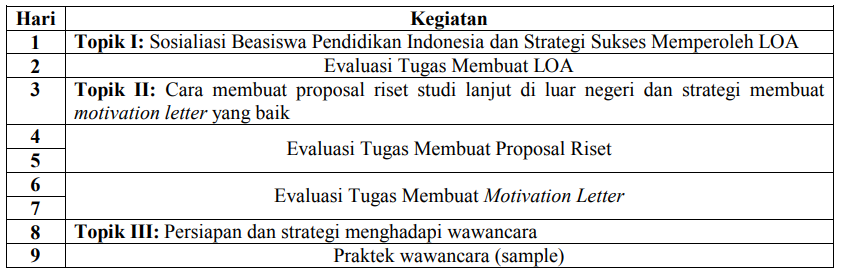 Hari Kegiatan
1 Topik I: Sosialiasi Beasiswa Pendidikan Indonesia dan Strategi Sukses Memperoleh LOA
2 Evaluasi Tugas Membuat LOA
3 Topik II: Cara membuat proposal riset studi lanjut di luar negeri dan strategi membuat
motivation letter yang baik
4
Evaluasi Tugas Membuat Proposal Riset
5
6
Evaluasi Tugas Membuat Motivation Letter
7
8 Topik III: Persiapan dan strategi menghadapi wawancara
9 Praktek wawancara (sample)